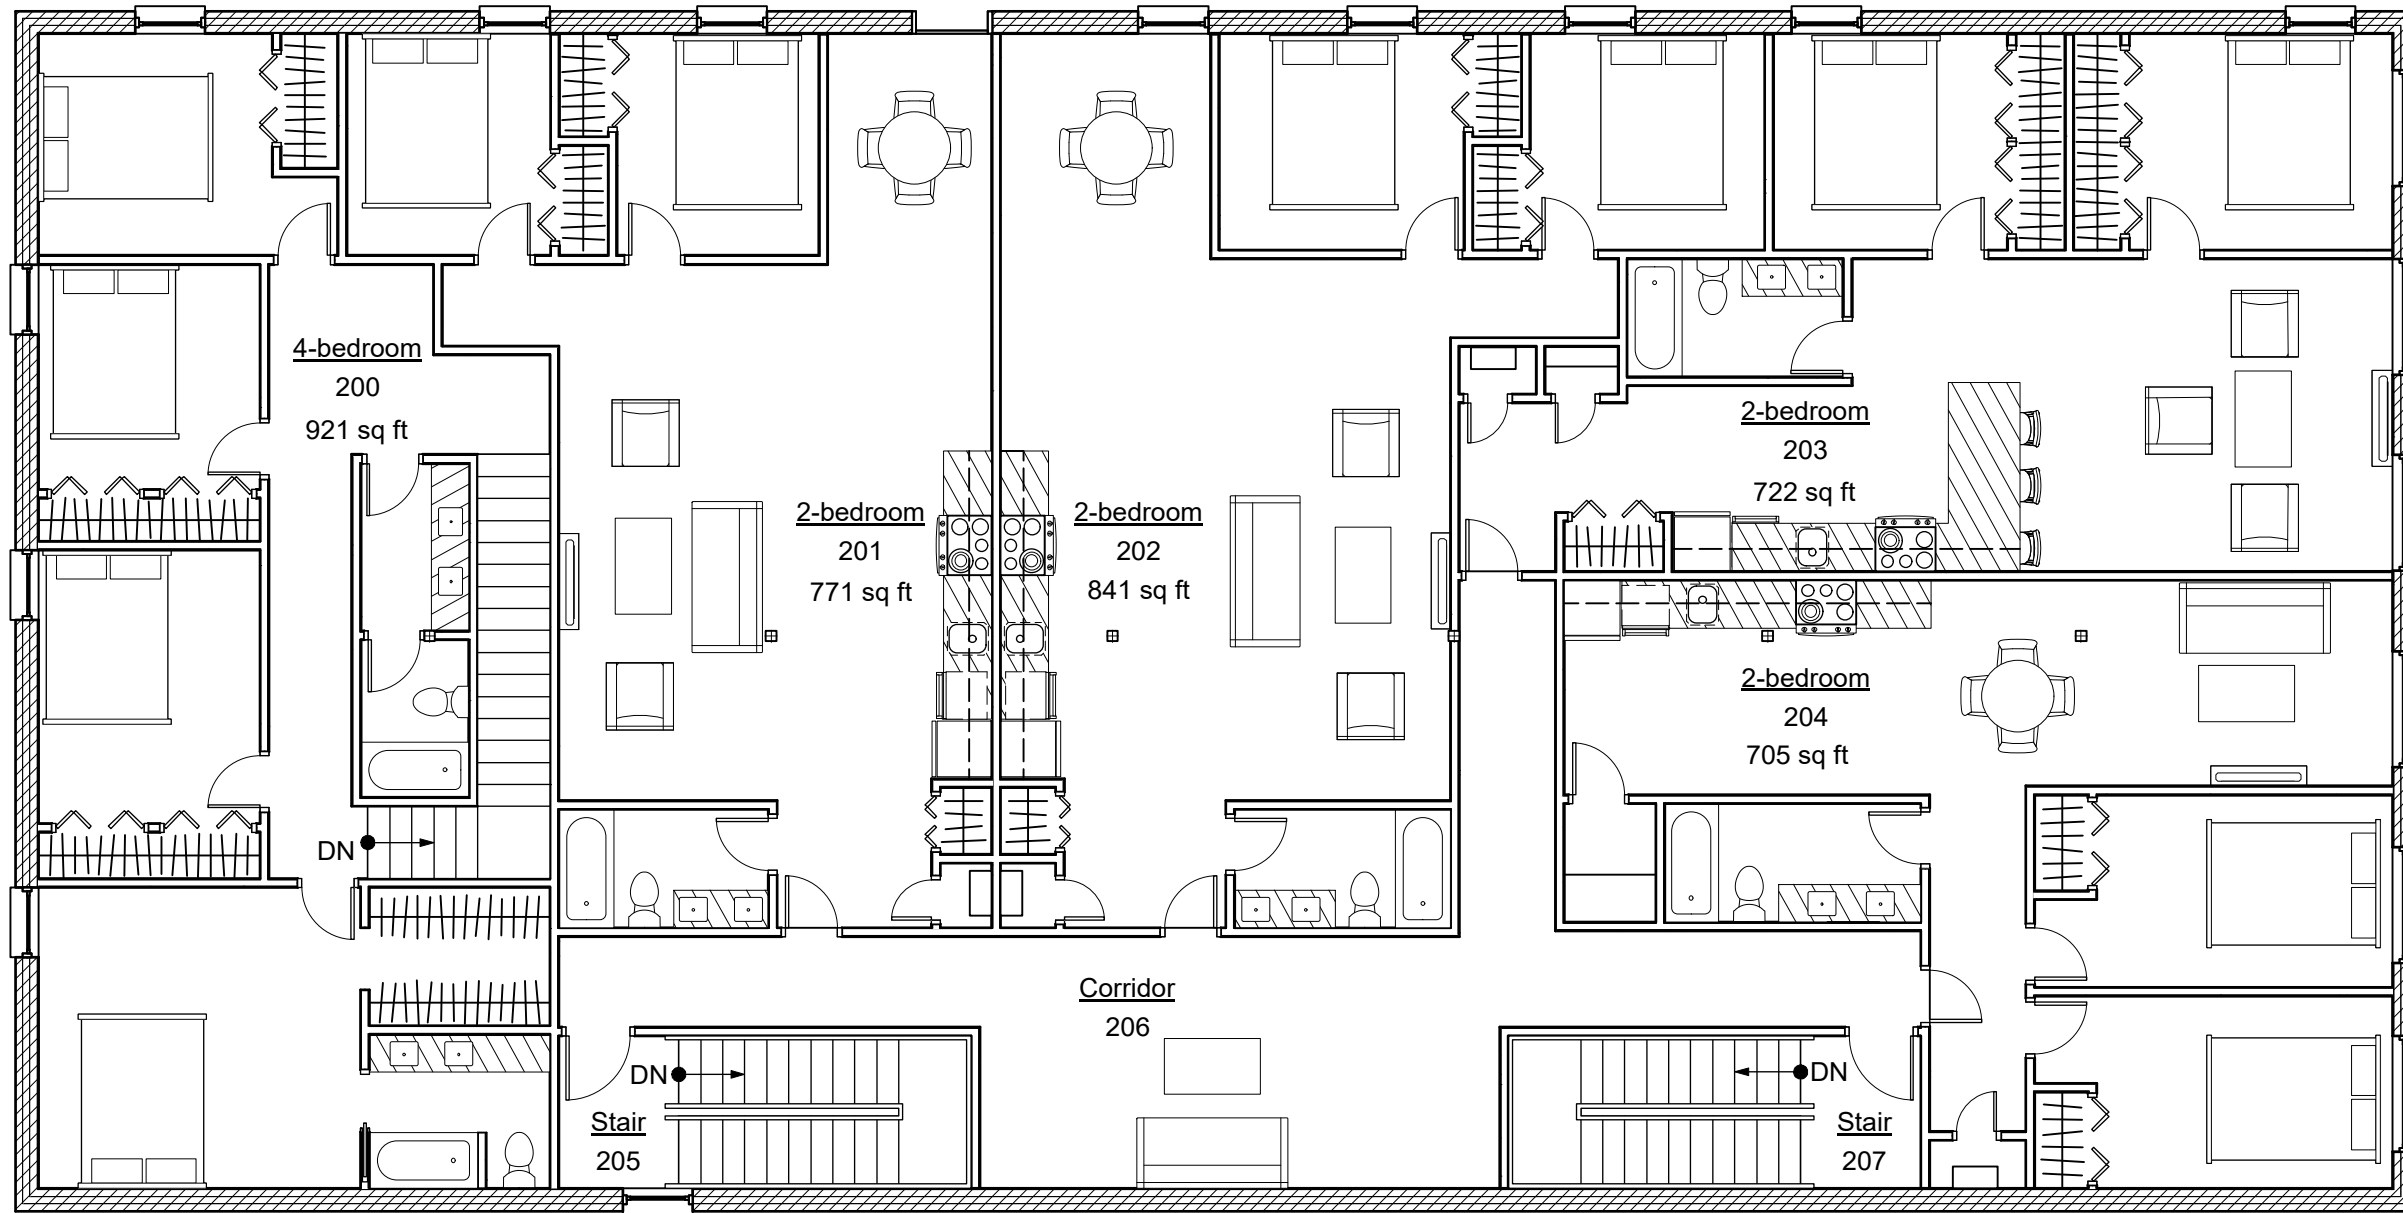 4-bedroom
200
921 sq ft
2-bedroom
201
771 sq ft
2-bedroom
202
841 sq ft
2-bedroom
203
722 sq ft
2-bedroom
204
705 sq ft
DN
Corridor
206
DN
Stair
205
DN
Stair
207